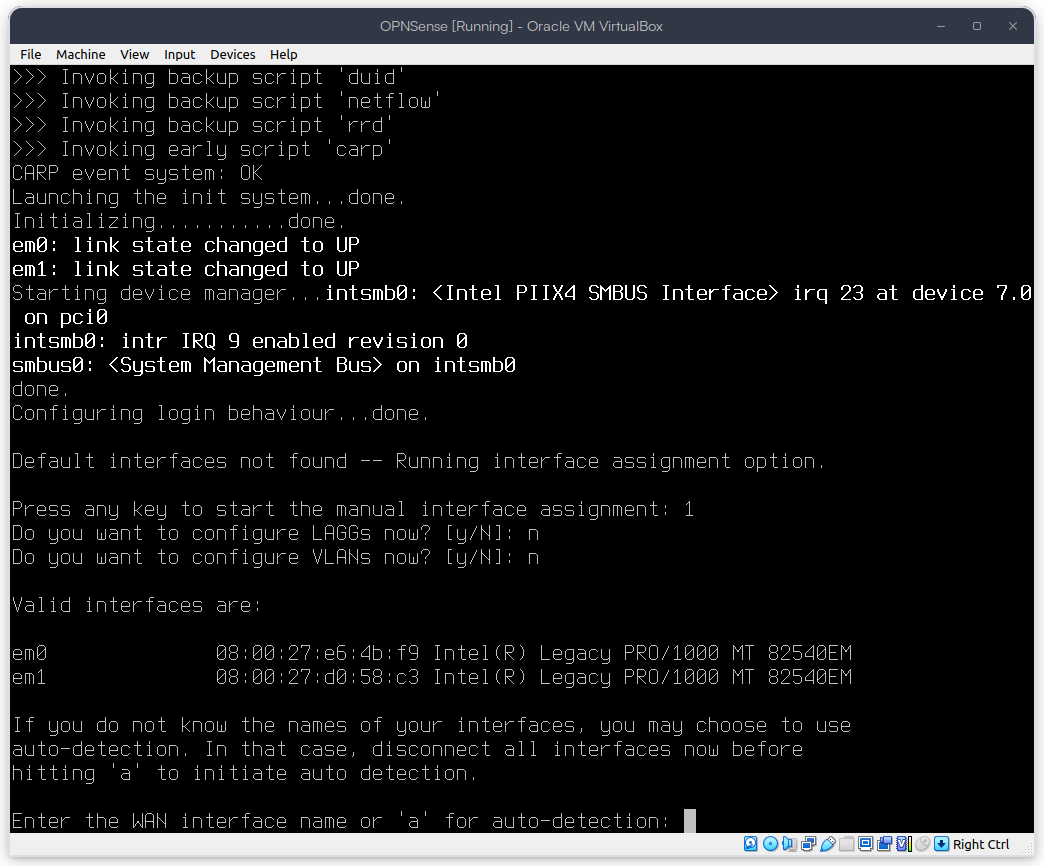 OPNSense [Running] - Oracle VM VirtualBox
File Machine View Input Devices Help
>>> Invoking backup script 'duid'
>>> Invoking backup script 'netflow'
>>> Invoking backup script 'rrd'
>>> Invoking early script 'carp'
CARP event system: OK
Launching the init system...done.
Initializing...........done.
em0: link state changed to UP
em1: link state changed to UP
Starting device manager...intsmb0: <Intel PIIX4 SMBUS Interface> irq 23 at device 7.0
on pci0
intsmb0: intr IRQ 9 enabled revision 0
smbus0: <System Management Bus> on intsmb0
done.
Configuring login behaviour...done.
Default interfaces not found -- Running interface assignment option.
Press any key to start the manual interface assignment: 1
Do you want to configure LAGGs now? [y/N]: n
Do you want to configure VLANs now? [y/N]: n
Valid interfaces are:
em0 08:00:27:e6:4b:f9 Intel(R) Legacy PRO/1000 MT 82540EM
em1 08:00:27:d0:58:c3 Intel(R) Legacy PRO/1000 MT 82540EM
If you do not know the names of your interfaces, you may choose to use
auto-detection. In that case, disconnect all interfaces now before
hitting 'a' to initiate auto detection.
Enter the WAN interface name or 'a' for auto-detection:
Right Ctrl